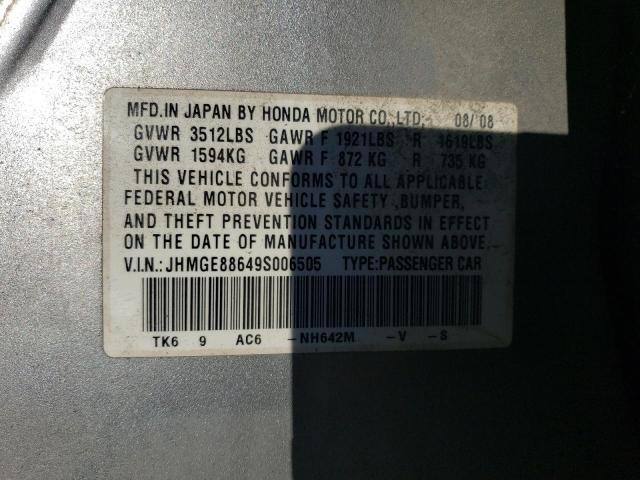 MFD.IN JAPAN BY HONDA MOTOR CO.,LTD. 08/08
GVWR 3512LBS GAWR F 1921LBS R 1619LBS
GVWR 1594KG GAWR F 872 KG R 735 KG
THIS VEHICLE CONFORMS TO ALL APPLICABLE
FEDERAL MOTOR VEHICLE SAFETY ,BUMPER,
AND THEFT PREVENTION STANDARDS IN EFFECT
ON THE DATE OF MANUFACTURE SHOWN ABOVE.
V.I.N.: JHMGE88649S006505 TYPE:PASSENGER CAR
TK6 9 AC6 -NH642M -V -S